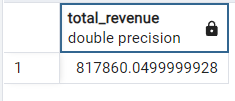 total_revenue
double precision
1 817860.0499999928